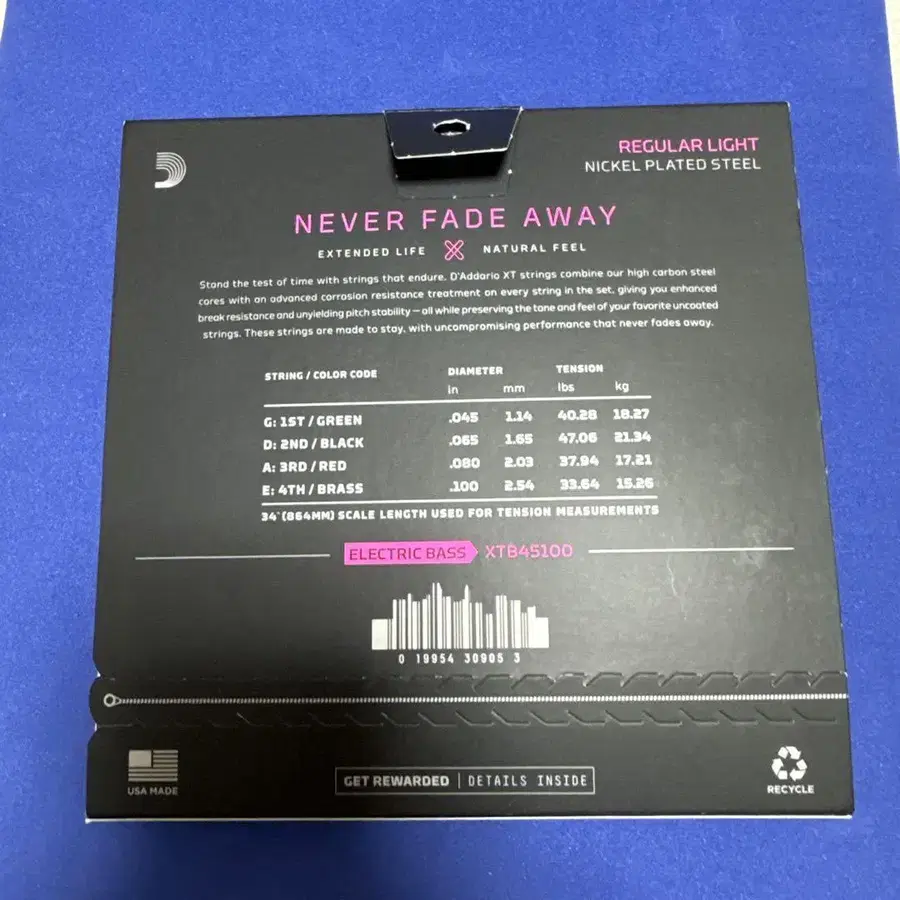 REGULAR LIGHT
NICKEL PLATED STEEL
NEVER FADE AWAY
EXTENDED LIFE NATURAL FEEL
Stand the test of time with strings that endure. D'Addario XT strings combine our high carbon steel
cores with an advanced corrosion resistance treatment on every string in the set, giving you enhanced
break resistance and unyielding pitch stability – all while preserving the tone and feel of your favorite uncoated
strings. These strings are made to stay, with uncompromising performance that never fades away.
STRING / COLOR CODE DIAMETER TENSION
in mm lbs kg
G: 1ST / GREEN .045 1.14 40.28 18.27
D: 2ND / BLACK .065 1.65 47.06 21.34
A: 3RD / RED .080 2.03 37.94 17.21
E: 4TH / BRASS .100 2.54 33.64 15.26
34" (864MM) SCALE LENGTH USED FOR TENSION MEASUREMENTS
ELECTRIC BASS XTB45100
0 19954 30905 3
USA MADE
GET REWARDED | DETAILS INSIDE
RECYCLE